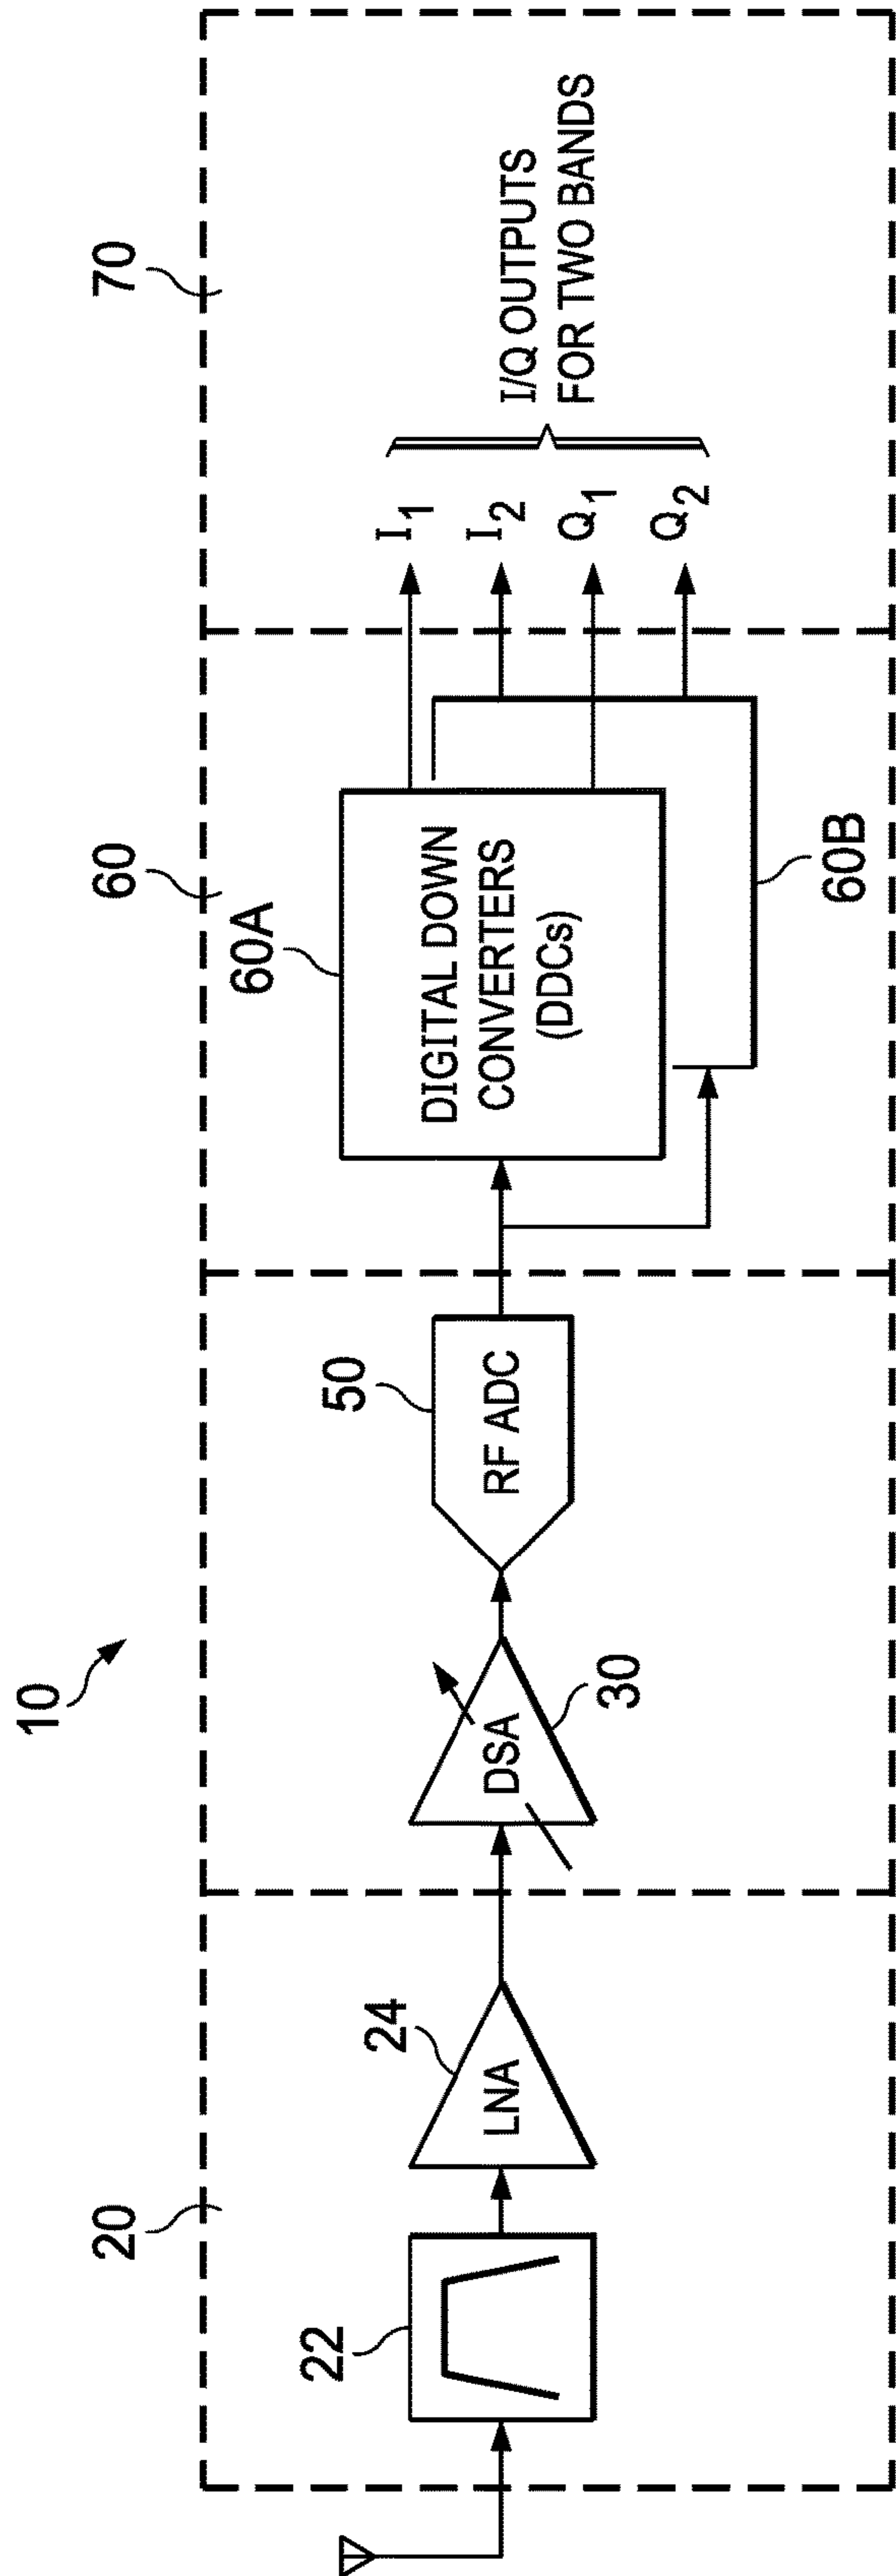 10
20
22
24
LNA
DSA
30
50
RF ADC
60
60A
DIGITAL DOWN
CONVERTERS
(DDCs)
60B
70
I₁
I₂
Q₁
Q₂
I/Q OUTPUTS
FOR TWO BANDS